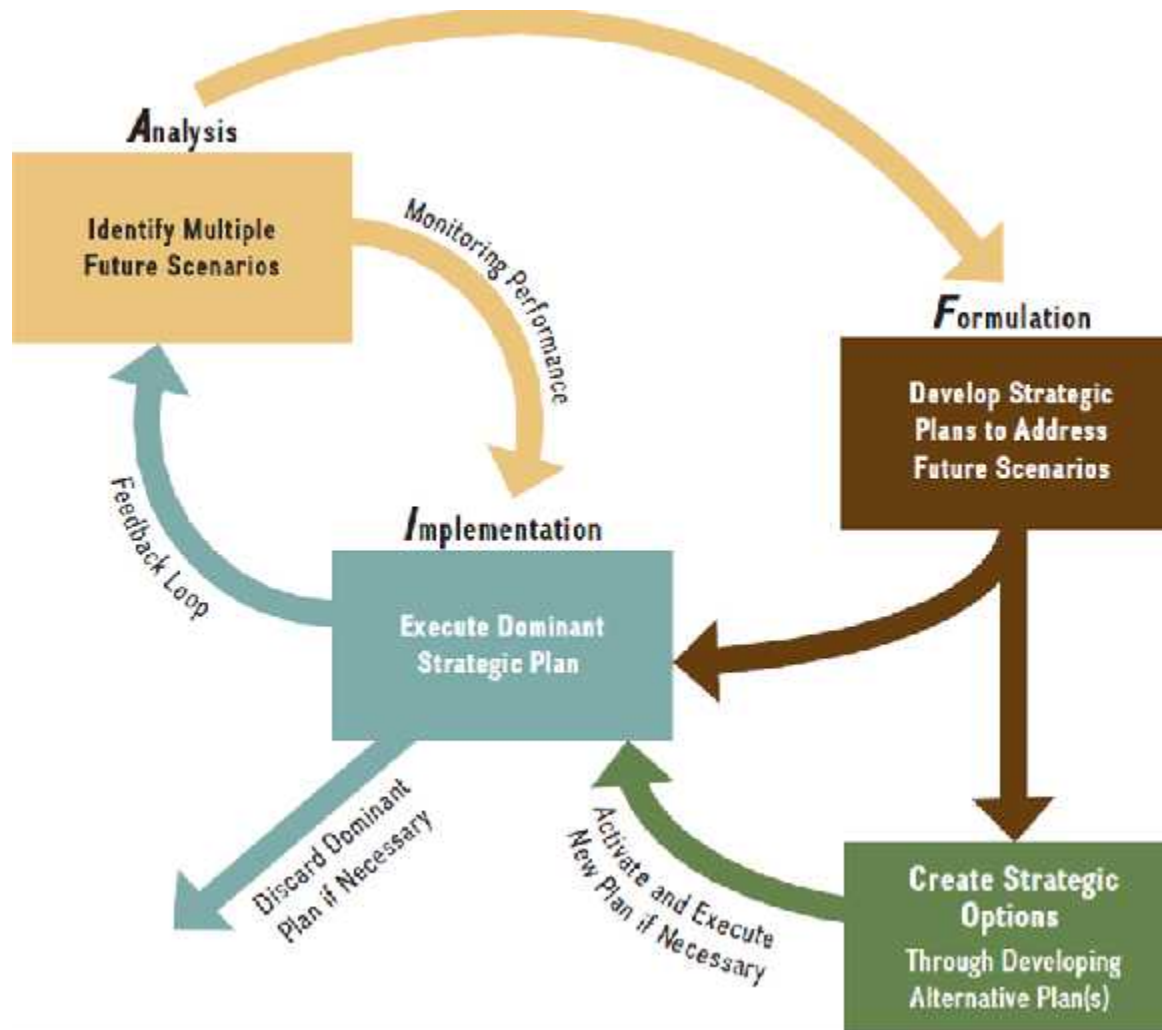 Analysis
Identify Multiple
Future Scenarios
Monitoring Performance
Formulation
Develop Strategic
Plans to Address
Future Scenarios
Feedback Loop
Implementation
Execute Dominant
Strategic Plan
Discard Dominant
Plan if Necessary
Activate and Execute
New Plan if Necessary
Create Strategic
Options
Through Developing
Alternative Plan(s)